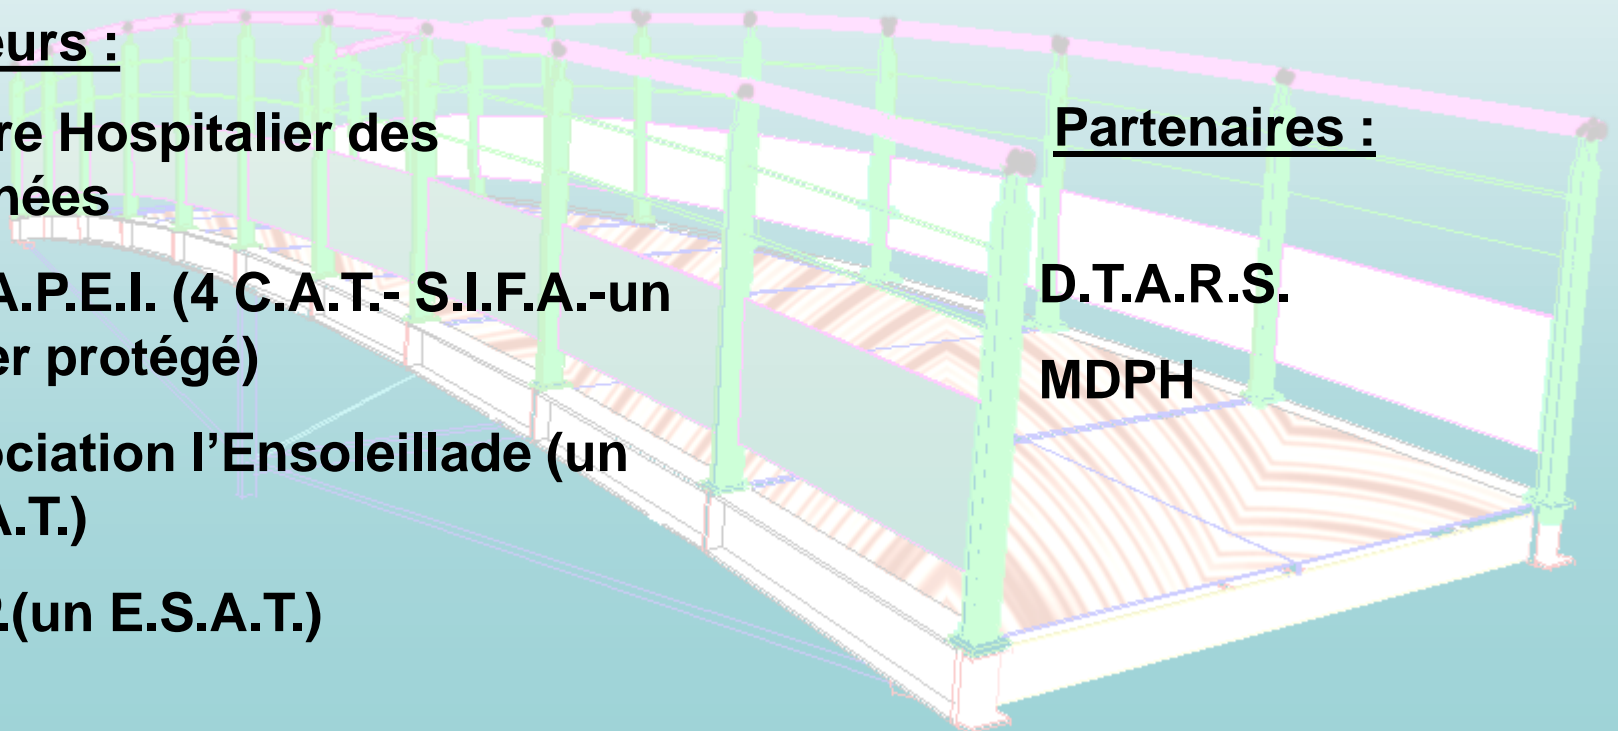 eurs :
re Hospitalier des
nées
A.P.E.I. (4 C.A.T.- S.I.F.A.-un
er protégé)
ociation l’Ensoleillade (un
A.T.)
.(un E.S.A.T.)
Partenaires :
D.T.A.R.S.
MDPH